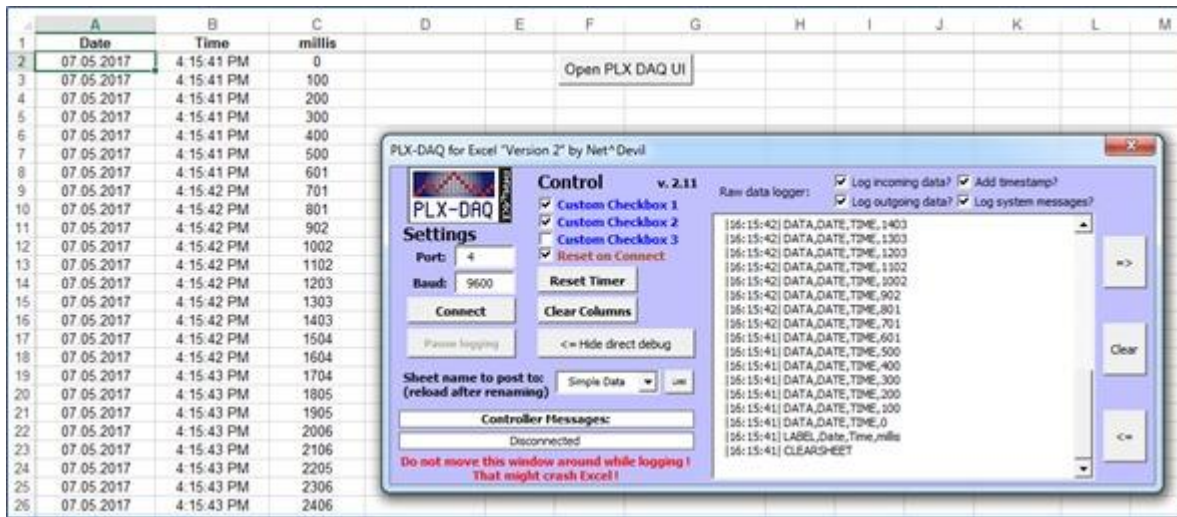 A B C D E F G H I J K L M
1 Date Time millis
2 07.05.2017 4:15:41 PM 0
3 07.05.2017 4:15:41 PM 100
4 07.05.2017 4:15:41 PM 200
5 07.05.2017 4:15:41 PM 300
6 07.05.2017 4:15:41 PM 400
7 07.05.2017 4:15:41 PM 500
8 07.05.2017 4:15:41 PM 601
9 07.05.2017 4:15:42 PM 701
10 07.05.2017 4:15:42 PM 801
11 07.05.2017 4:15:42 PM 902
12 07.05.2017 4:15:42 PM 1002
13 07.05.2017 4:15:42 PM 1102
14 07.05.2017 4:15:42 PM 1203
15 07.05.2017 4:15:42 PM 1303
16 07.05.2017 4:15:42 PM 1403
17 07.05.2017 4:15:42 PM 1504
18 07.05.2017 4:15:42 PM 1604
19 07.05.2017 4:15:43 PM 1704
20 07.05.2017 4:15:43 PM 1805
21 07.05.2017 4:15:43 PM 1905
22 07.05.2017 4:15:43 PM 2006
23 07.05.2017 4:15:43 PM 2106
24 07.05.2017 4:15:43 PM 2205
25 07.05.2017 4:15:43 PM 2306
26 07.05.2017 4:15:43 PM 2406
Open PLX DAQ UI
PLX-DAQ for Excel "Version 2" by Net^Devil
PLX-DAQ
Control v. 2.11
Custom Checkbox 1
Custom Checkbox 2
Custom Checkbox 3
Reset on Connect
Settings
Port: 4
Baud: 9600
Reset Timer
Connect
Clear Columns
Pause logging
<= Hide direct debug
Sheet name to post to:
(reload after renaming)
Simple Data
Controller Messages:
Disconnected
Do not move this window around while logging !
That might crash Excel !
Raw data logger:
Log incoming data? Add timestamp?
Log outgoing data? Log system messages?
|16:15:42| DATA,DATE,TIME,1403
|16:15:42| DATA,DATE,TIME,1303
|16:15:42| DATA,DATE,TIME,1203
|16:15:42| DATA,DATE,TIME,1102
|16:15:42| DATA,DATE,TIME,1002
|16:15:42| DATA,DATE,TIME,902
|16:15:42| DATA,DATE,TIME,801
|16:15:42| DATA,DATE,TIME,701
|16:15:41| DATA,DATE,TIME,601
|16:15:41| DATA,DATE,TIME,500
|16:15:41| DATA,DATE,TIME,400
|16:15:41| DATA,DATE,TIME,300
|16:15:41| DATA,DATE,TIME,200
|16:15:41| DATA,DATE,TIME,100
|16:15:41| DATA,DATE,TIME,0
|16:15:41| LABEL,Date,Time,millis
|16:15:41| CLEARSHEET
=>
Clear
<=